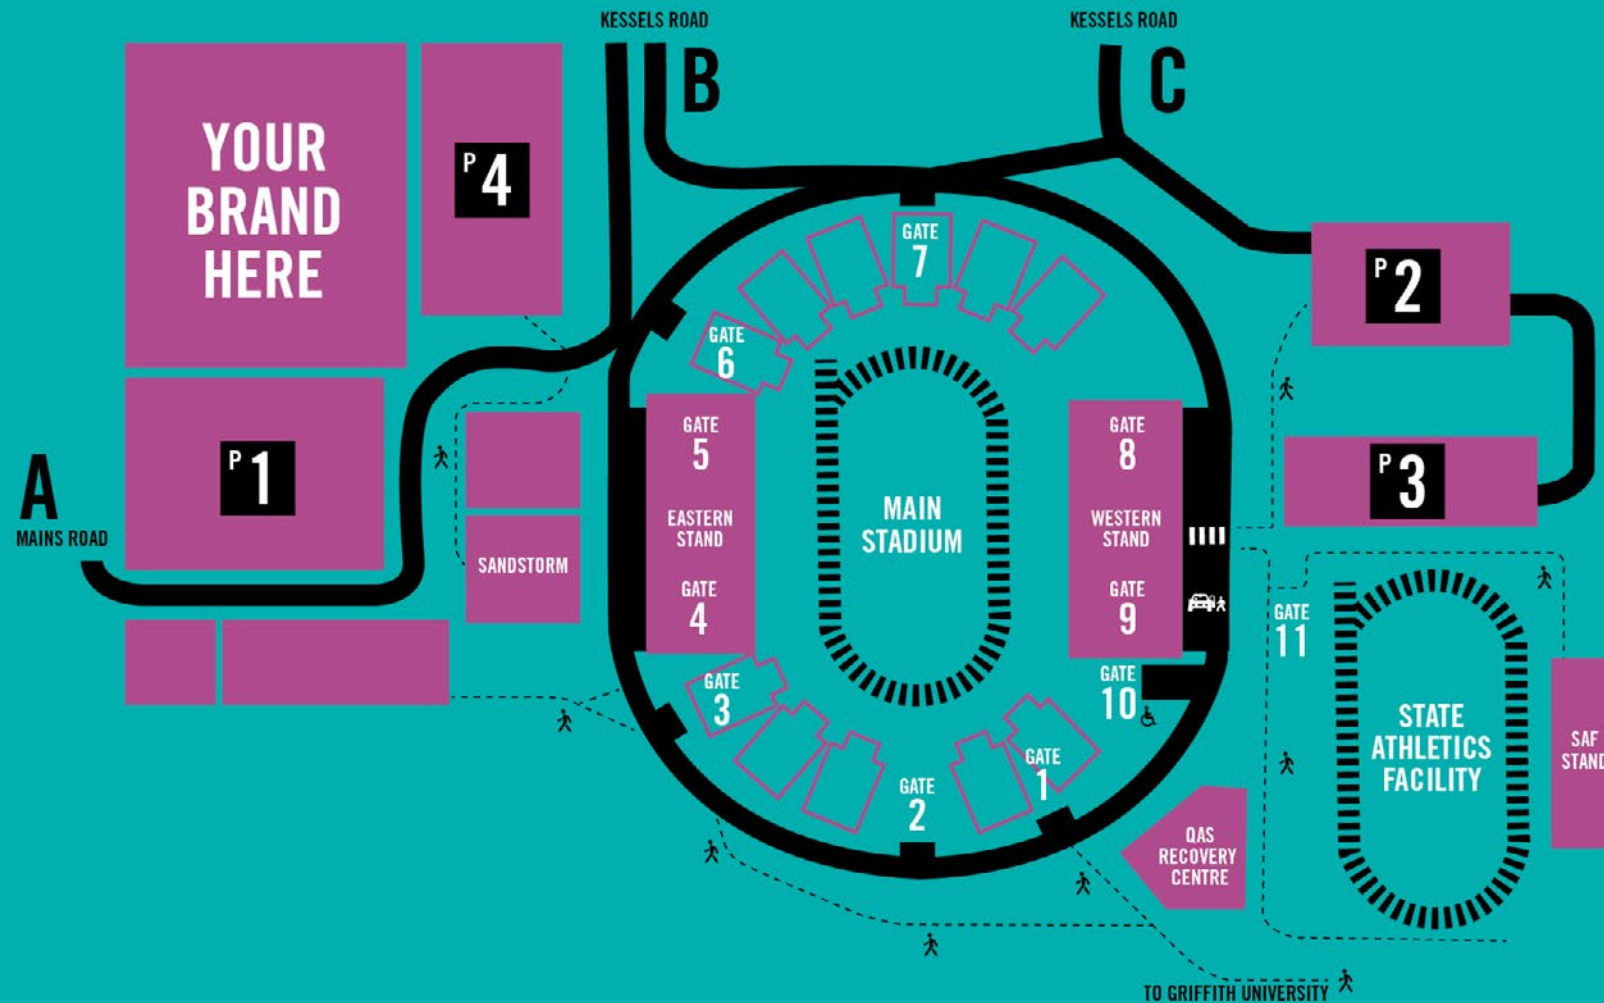 KESSELS ROAD
B
KESSELS ROAD
C
YOUR
BRAND
HERE
P 4
GATE
7
P 2
GATE
6
GATE
5
GATE
8
P 1
P 3
A
MAINS ROAD
EASTERN
STAND
MAIN
STADIUM
WESTERN
STAND
SANDSTORM
GATE
4
GATE
9
GATE
11
GATE
3
GATE
10
STATE
ATHLETICS
FACILITY
SAF
STAND
GATE
1
GATE
2
QAS
RECOVERY
CENTRE
TO GRIFFITH UNIVERSITY